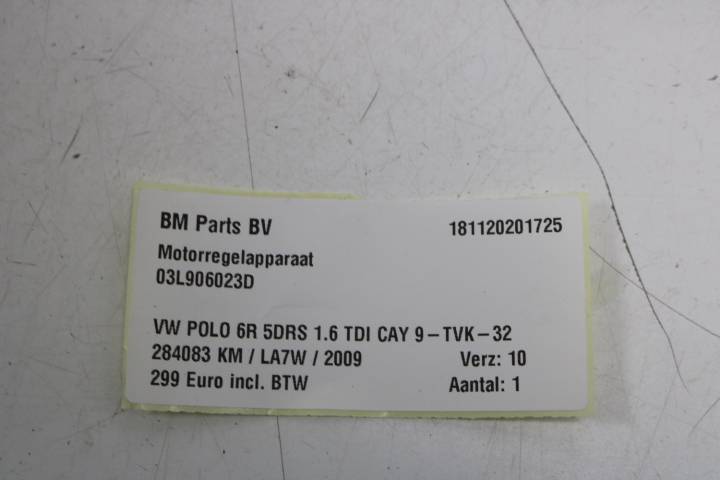 BM Parts BV 181120201725
Motorregelapparaat
03L906023D
VW POLO 6R 5DRS 1.6 TDI CAY 9-TVK-32
284083 KM / LA7W / 2009 Verz: 10
299 Euro incl. BTW Aantal: 1